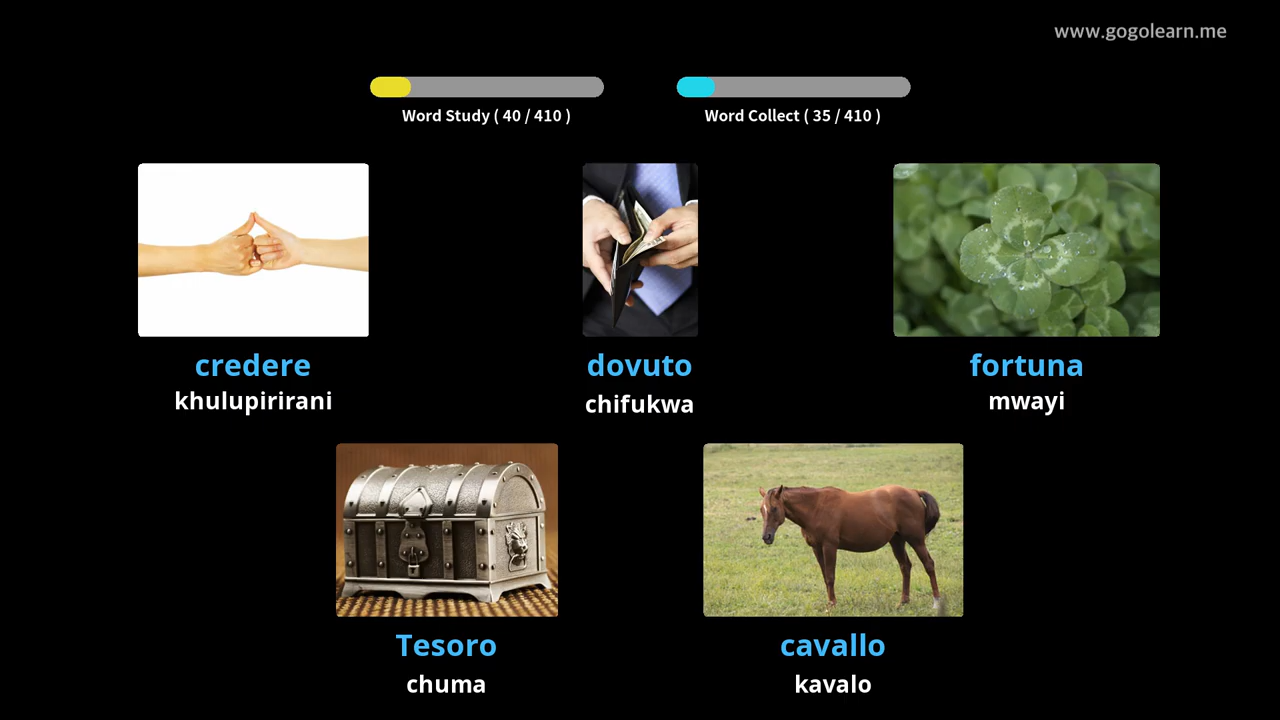 www.gogolearn.me
Word Study ( 40 / 410 )
Word Collect ( 35 / 410 )
credere
khulupirirani
dovuto
chifukwa
fortuna
mwayi
Tesoro
chuma
cavallo
kavalo